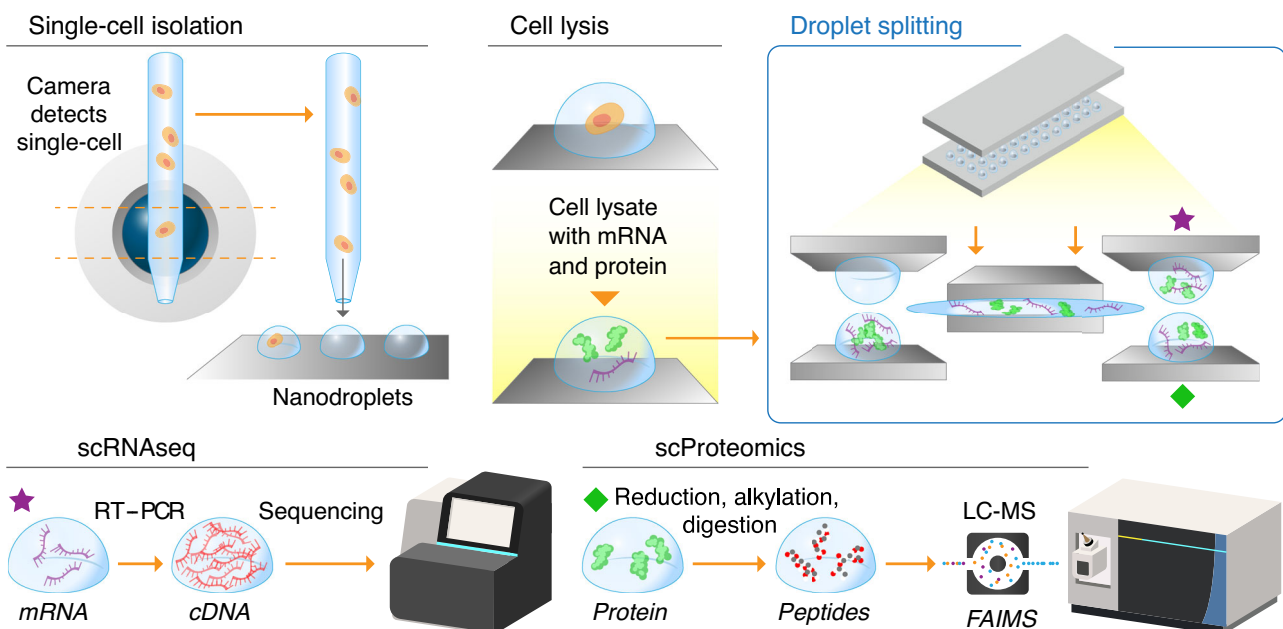 Single-cell isolation
Camera
detects
single-cell
Nanodroplets
Cell lysis
Cell lysate
with mRNA
and protein
Droplet splitting
scRNAseq
RT–PCR
Sequencing
mRNA
cDNA
scProteomics
Reduction, alkylation,
digestion
LC-MS
Protein
Peptides
FAIMS